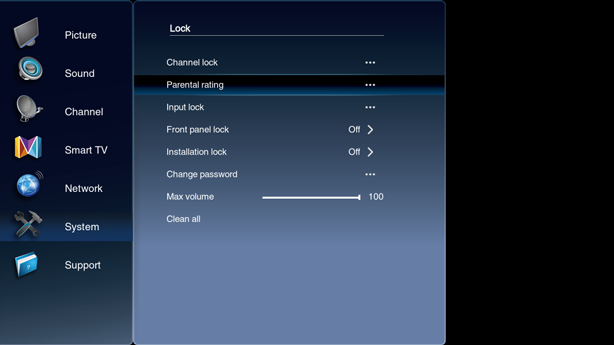 Picture
Sound
Channel
Smart TV
Network
System
Support
Lock
Channel lock •••
Parental rating •••
Input lock •••
Front panel lock Off >
Installation lock Off >
Change password •••
Max volume 100
Clean all